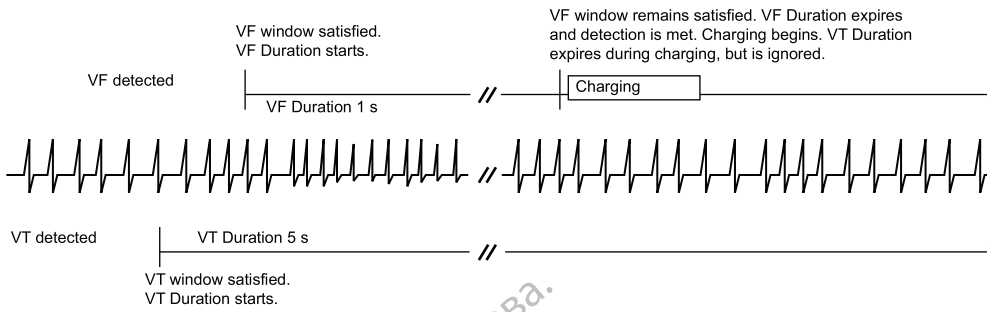 VF window satisfied.
VF Duration starts.
VF window remains satisfied. VF Duration expires
and detection is met. Charging begins. VT Duration
expires during charging, but is ignored.
VF detected
Charging
VF Duration 1 s
VT detected
VT Duration 5 s
VT window satisfied.
VT Duration starts.